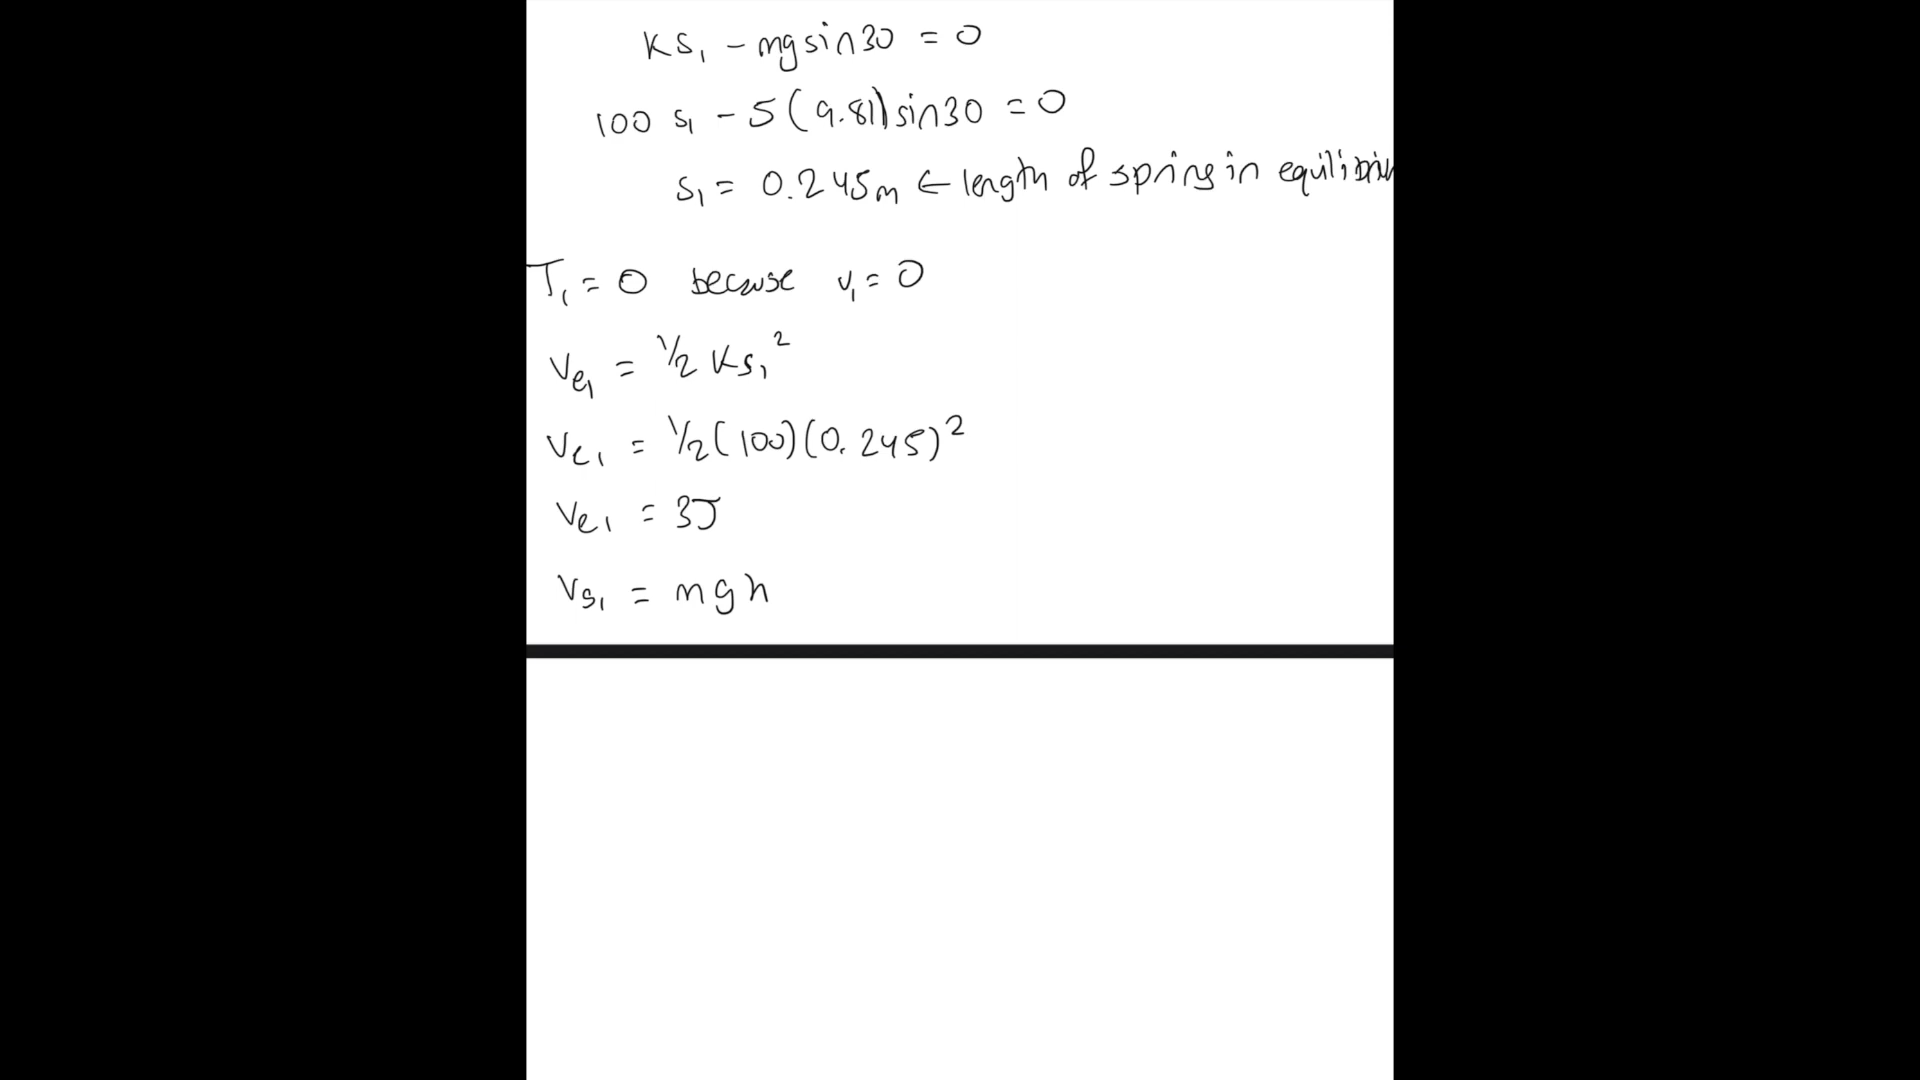 KS₁ - mg sin30 = 0
100 S₁ - 5(9.81) sin30 = 0
S₁ = 0.245m ← length of spring in
T₁ = 0 because v₁ = 0
Ve₁ = 1/2 KS₁²
Ve₁ = 1/2(100)(0.245)²
Ve₁ = 3J
Vg₁ = mgh